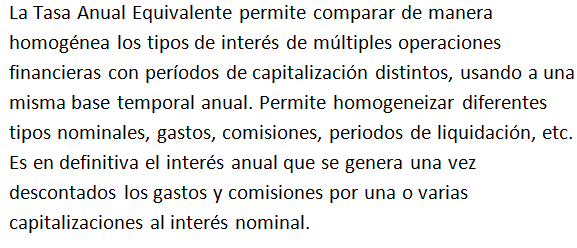 La Tasa Anual Equivalente permite comparar de manera
homogénea los tipos de interés de múltiples operaciones
financieras con períodos de capitalización distintos, usando a una
misma base temporal anual. Permite homogeneizar diferentes
tipos nominales, gastos, comisiones, periodos de liquidación, etc.
Es en definitiva el interés anual que se genera una vez
descontados los gastos y comisiones por una o varias
capitalizaciones al interés nominal.